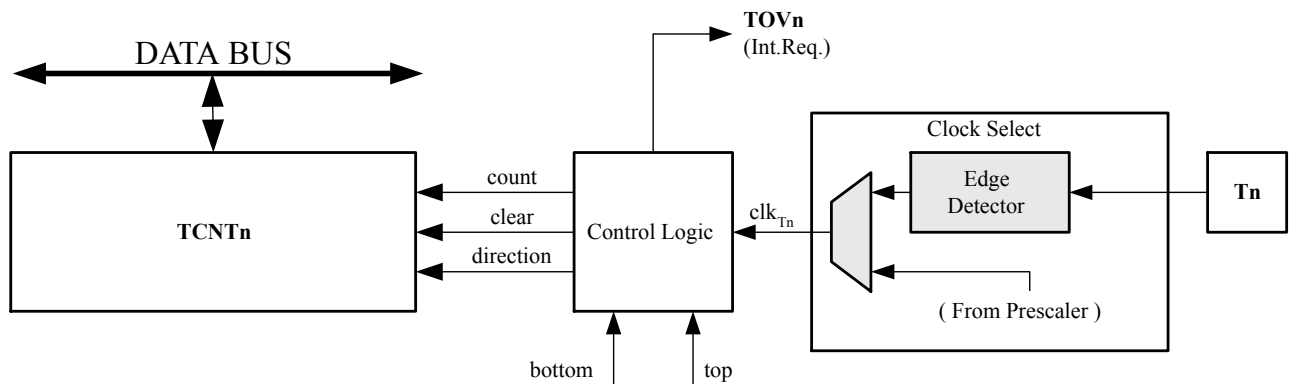 TOVn
(Int.Req.)
DATA BUS
Clock Select
count
Edge
Detector
Tn
clear
TCNTn
Control Logic
clkTn
direction
( From Prescaler )
bottom
top